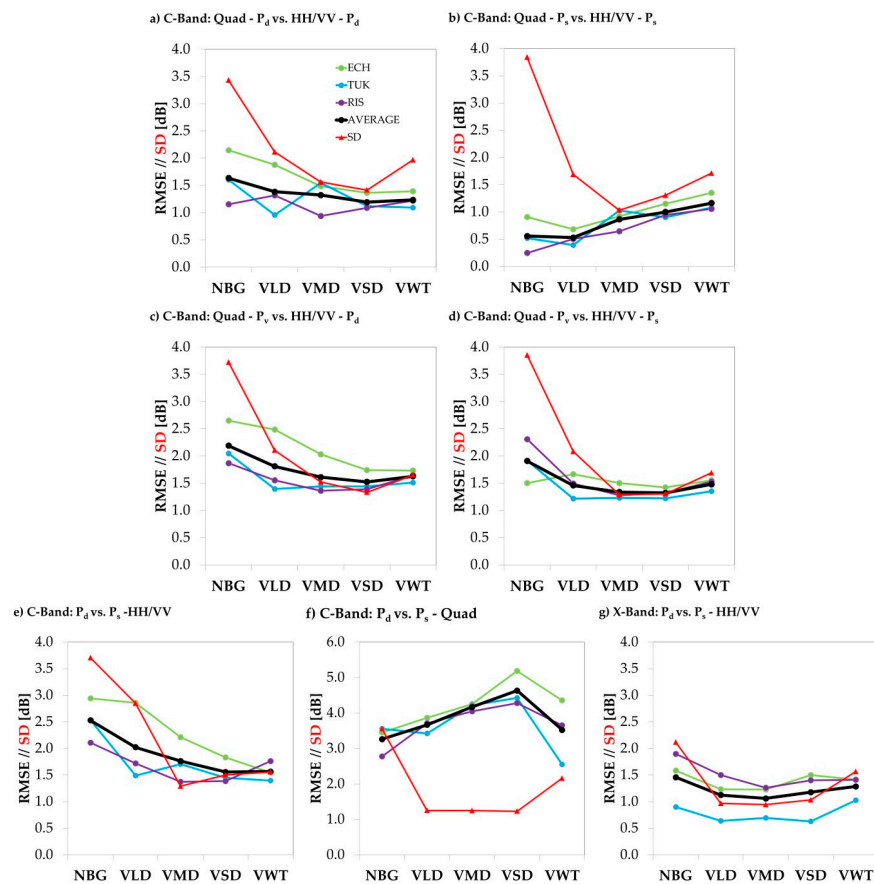 a) C-Band: Quad - Pd vs. HH/VV - Pd
b) C-Band: Quad - Ps vs. HH/VV - Ps
4.0
3.5
3.0
2.5
2.0
1.5
1.0
0.5
0.0
RMSE // SD [dB]
ECH
TUK
RIS
AVERAGE
SD
NBG VLD VMD VSD VWT
4.0
3.5
3.0
2.5
2.0
1.5
1.0
0.5
0.0
RMSE // SD [dB]
NBG VLD VMD VSD VWT
c) C-Band: Quad - Pv vs. HH/VV - Pd
d) C-Band: Quad - Pv vs. HH/VV - Ps
4.0
3.5
3.0
2.5
2.0
1.5
1.0
0.5
0.0
RMSE // SD [dB]
NBG VLD VMD VSD VWT
4.0
3.5
3.0
2.5
2.0
1.5
1.0
0.5
0.0
RMSE // SD [dB]
NBG VLD VMD VSD VWT
e) C-Band: Pd vs. Ps -HH/VV
f) C-Band: Pd vs. Ps - Quad
g) X-Band: Pd vs. Ps - HH/VV
4.0
3.5
3.0
2.5
2.0
1.5
1.0
0.5
0.0
RMSE // SD [dB]
NBG VLD VMD VSD VWT
6.0
5.0
4.0
3.0
2.0
1.0
0.0
RMSE // SD [dB]
NBG VLD VMD VSD VWT
4.0
3.5
3.0
2.5
2.0
1.5
1.0
0.5
0.0
RMSE // SD [dB]
NBG VLD VMD VSD VWT